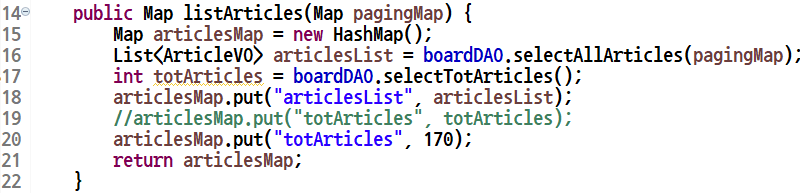 14 public Map listArticles(Map pagingMap) {
15 Map articlesMap = new HashMap();
16 List<ArticleVO> articlesList = boardDAO.selectAllArticles(pagingMap);
17 int totArticles = boardDAO.selectTotArticles();
18 articlesMap.put("articlesList", articlesList);
19 //articlesMap.put("totArticles", totArticles);
20 articlesMap.put("totArticles", 170);
21 return articlesMap;
22 }